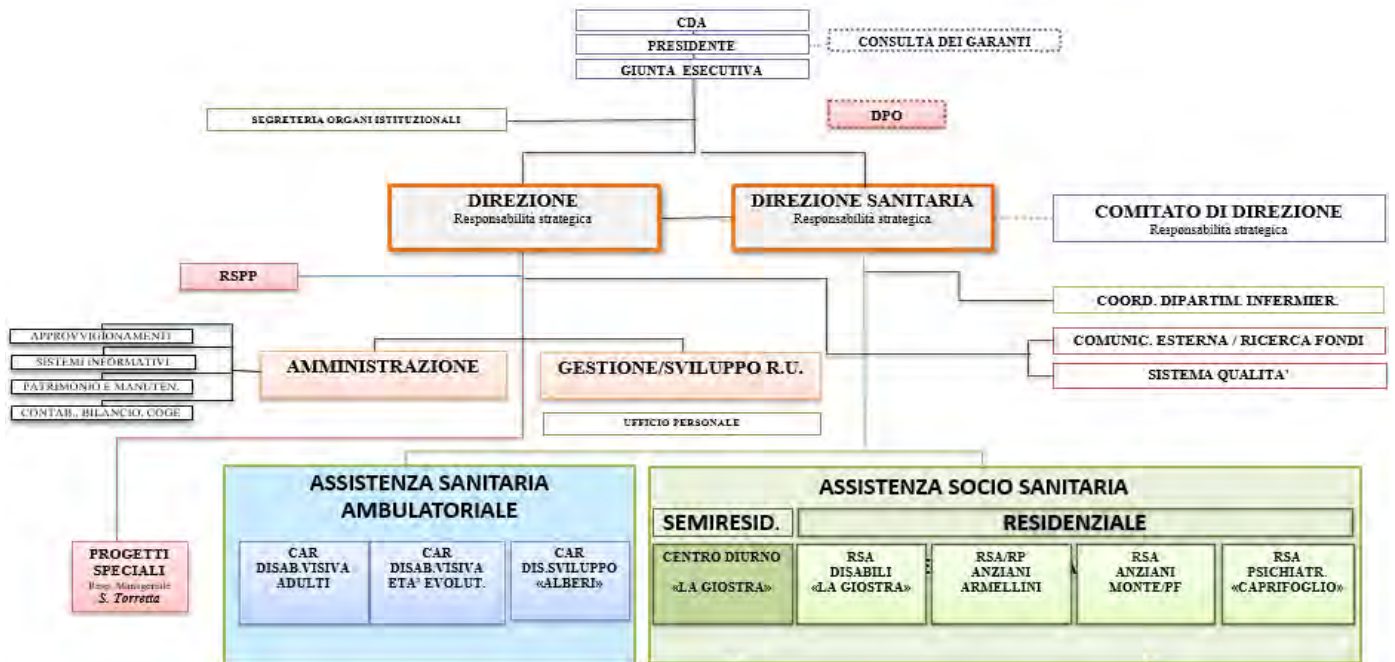 CDA
PRESIDENTE
CONSULTA DEI GARANTI
GIUNTA ESECUTIVA
SEGRETERIA ORGANI ISTITUZIONALI
DPO
DIREZIONE
Responsabilità strategica
DIREZIONE SANITARIA
Responsabilità strategica
COMITATO DI DIREZIONE
Responsabilità strategica
RSPP
COORD. DIPARTIM. INFERMIER.
APPROVVIGIONAMENTI
SISTEMI INFORMATIVI
PATRIMONIO E MANUTEN.
CONTAB., BILANCIO, COGE
AMMINISTRAZIONE
GESTIONE/SVILUPPO R.U.
COMUNIC. ESTERNA / RICERCA FONDI
SISTEMA QUALITA'
UFFICIO PERSONALE
ASSISTENZA SANITARIA
AMBULATORIALE
ASSISTENZA SOCIO SANITARIA
SEMIRESID.
RESIDENZIALE
PROGETTI
SPECIALI
Resp. Manageriale
S. Torretta
CAR
DISAB.VISIVA
ADULTI
CAR
DISAB.VISIVA
ETA' EVOLUT.
CAR
DIS.SVILUPPO
«ALBERI»
CENTRO DIURNO
«LA GIOSTRA»
RSA
DISABILI
«LA GIOSTRA»
RSA/RP
ANZIANI
ARMELLINI
RSA
ANZIANI
MONTE/PF
RSA
PSICHIATR.
«CAPRIFOGLIO»